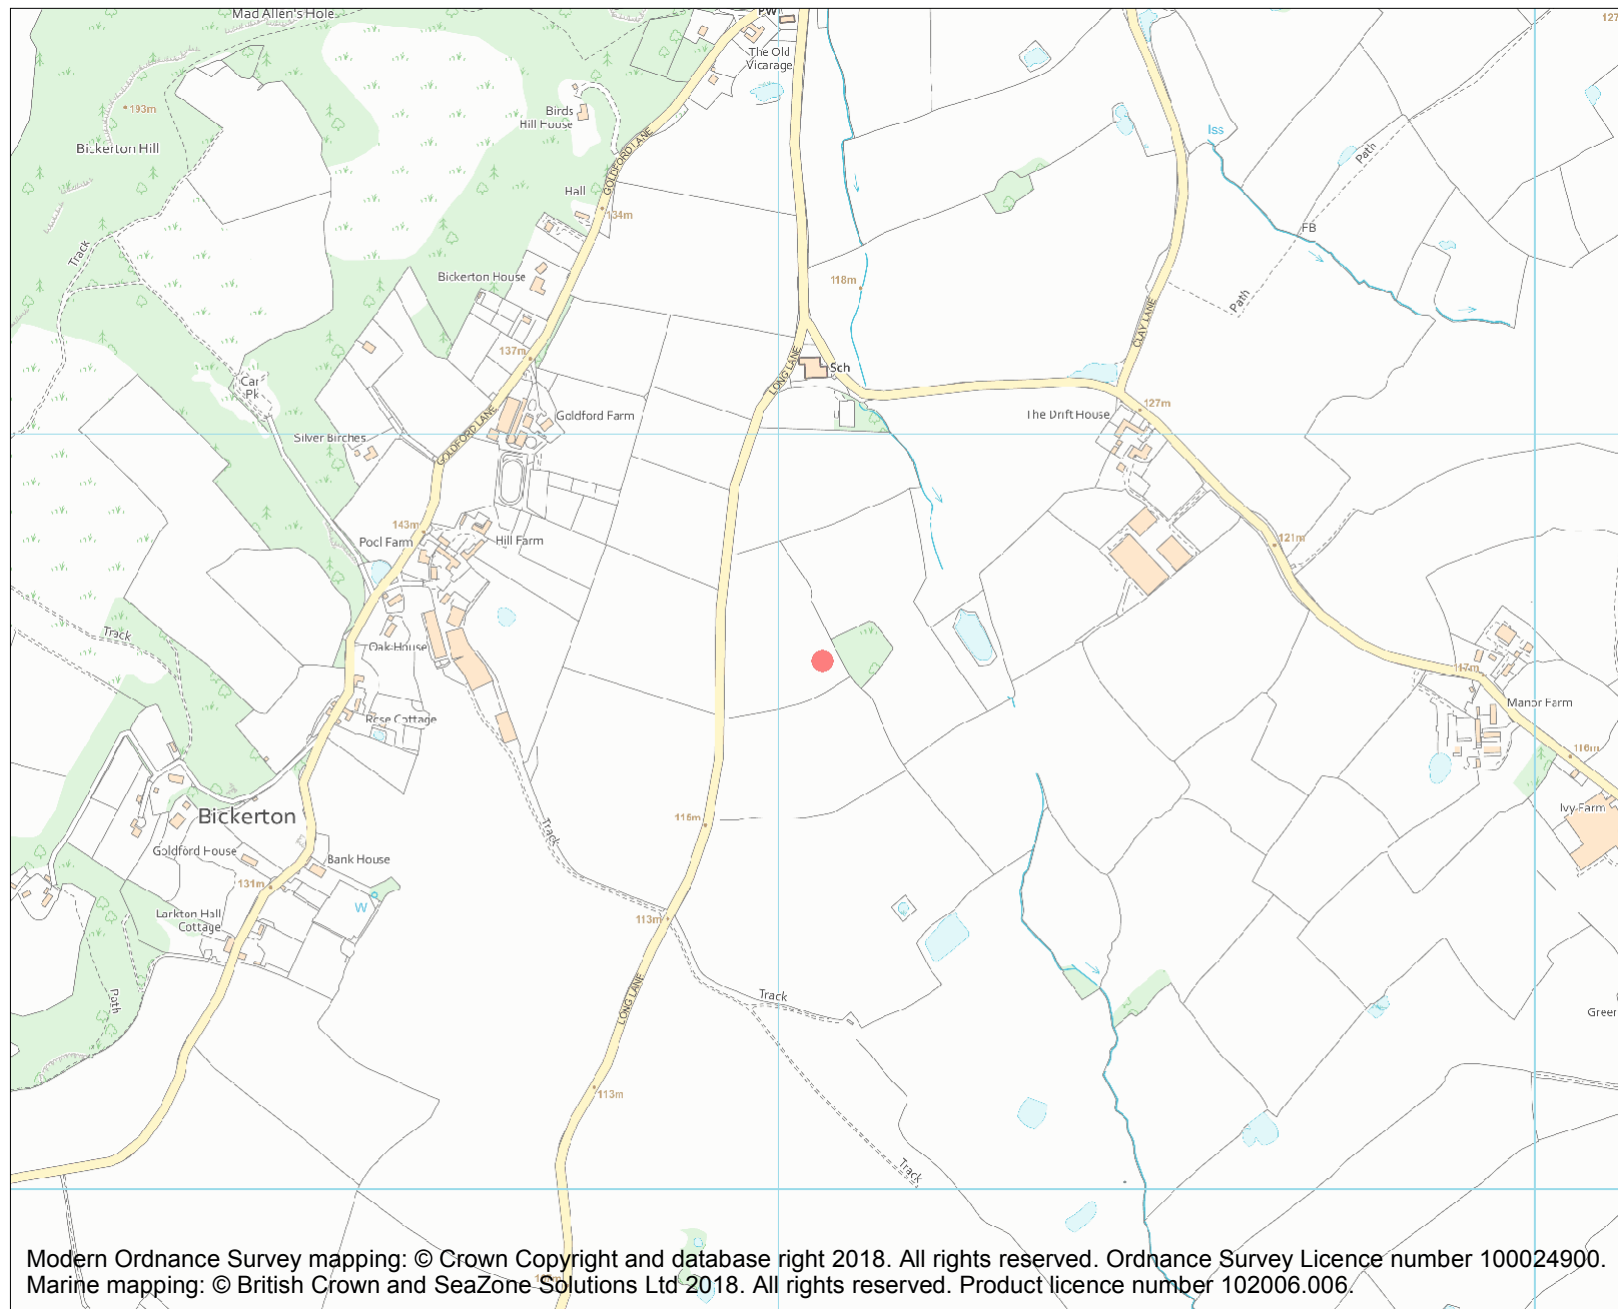 Mad Allen's Hole
PW
127
The Old
Vicarage
193m
Birds
Hill House
Bickerton Hill
GOLDFORD LANE
Iss
Path
Hall
134m
FB
Track
Bickerton House
118m
Path
CLAY LANE
137m
LONG LANE
Sch
Car
Pk
127m
The Drift House
Goldford Farm
GOLDFORD LANE
Silver Birches
143m
Pool Farm
Hill Farm
121m
Track
Oak House
117m
Manor Farm
Rose Cottage
116m
Bickerton
116m
Ivy Farm
Track
Goldford House
Bank House
131m
W
Larkton Hall
Cottage
113m
Track
Path
LONG LANE
Greer
113m
Track
Modern Ordnance Survey mapping: © Crown Copyright and database right 2018. All rights reserved. Ordnance Survey Licence number 100024900.
Marine mapping: © British Crown and SeaZone Solutions Ltd 2018. All rights reserved. Product licence number 102006.006.